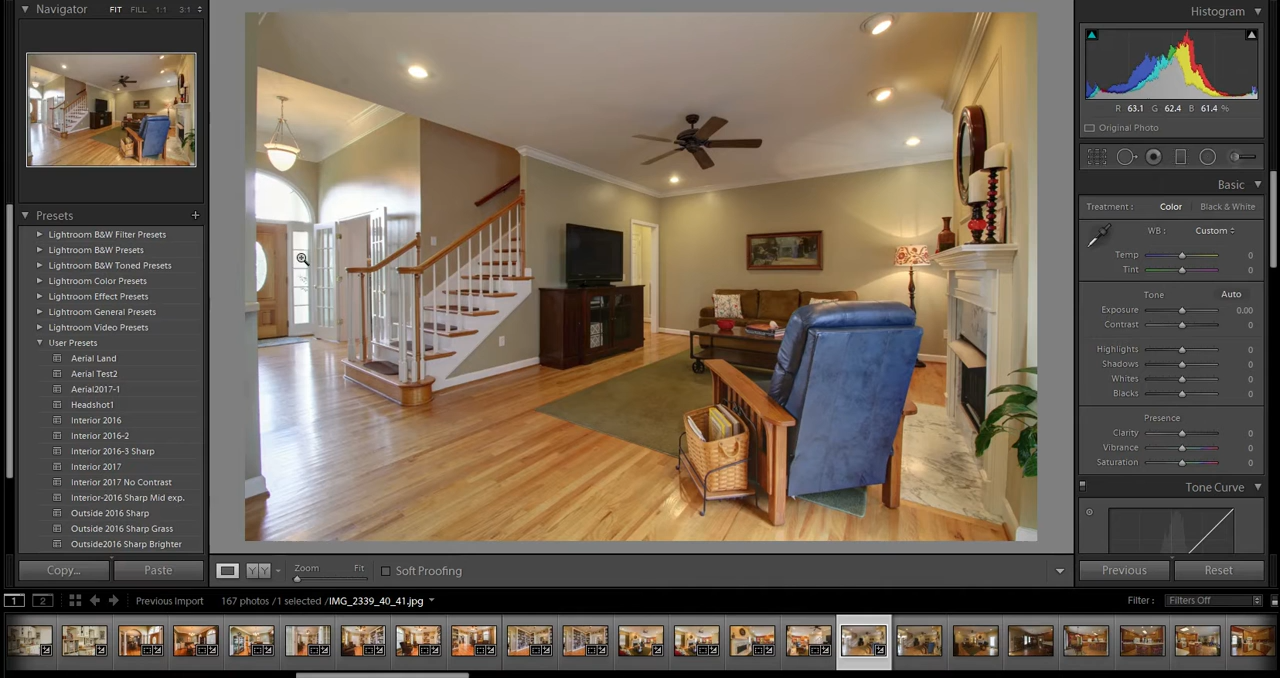 Navigator FIT FILL 1:1 3:1
Histogram
R 63.1 G 62.4 B 61.4 %
Original Photo
Basic
Treatment : Color Black & White
WB : Custom
Temp 0
Tint 0
Tone Auto
Exposure 0.00
Contrast 0
Highlights 0
Shadows 0
Whites 0
Blacks 0
Presence
Clarity 0
Vibrance 0
Saturation 0
Tone Curve
Previous Reset
Presets +
Lightroom B&W Filter Presets
Lightroom B&W Presets
Lightroom B&W Toned Presets
Lightroom Color Presets
Lightroom Effect Presets
Lightroom General Presets
Lightroom Video Presets
User Presets
Aerial Land
Aerial Test2
Aerial2017-1
Headshot1
Interior 2016
Interior 2016-2
Interior 2016-3 Sharp
Interior 2017
Interior 2017 No Contrast
Interior-2016 Sharp Mid exp.
Outside 2016 Sharp
Outside 2016 Sharp Grass
Outside2016 Sharp Brighter
Copy... Paste
YY Zoom Fit Soft Proofing
1 2 Previous Import 167 photos /1 selected /IMG_2339_40_41.jpg Filter : Filters Off